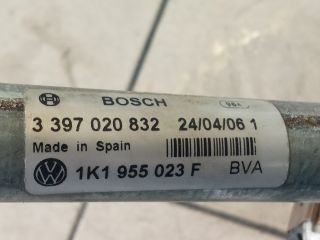 BOSCH
3 397 020 832 24/04/06 1
Made in Spain
1K1 955 023 F BVA